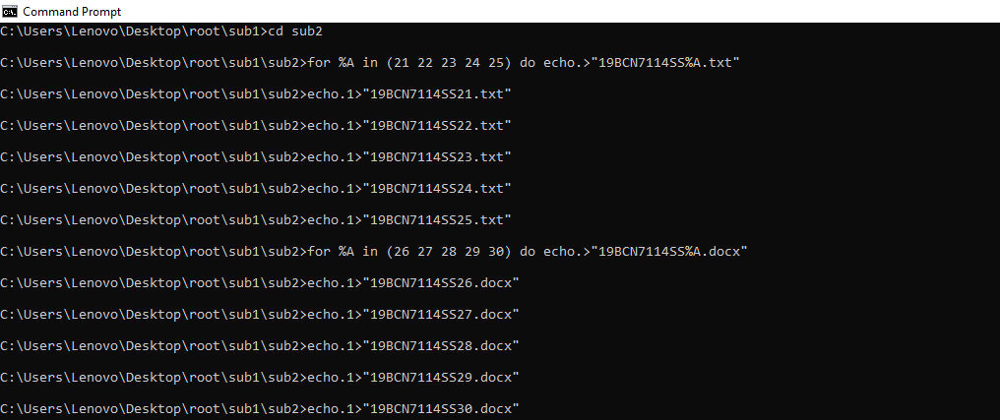 Command Prompt
C:\Users\Lenovo\Desktop\root\sub1>cd sub2
C:\Users\Lenovo\Desktop\root\sub1\sub2>for %A in (21 22 23 24 25) do echo.>"19BCN7114SS%A.txt"
C:\Users\Lenovo\Desktop\root\sub1\sub2>echo.1>"19BCN7114SS21.txt"
C:\Users\Lenovo\Desktop\root\sub1\sub2>echo.1>"19BCN7114SS22.txt"
C:\Users\Lenovo\Desktop\root\sub1\sub2>echo.1>"19BCN7114SS23.txt"
C:\Users\Lenovo\Desktop\root\sub1\sub2>echo.1>"19BCN7114SS24.txt"
C:\Users\Lenovo\Desktop\root\sub1\sub2>echo.1>"19BCN7114SS25.txt"
C:\Users\Lenovo\Desktop\root\sub1\sub2>for %A in (26 27 28 29 30) do echo.>"19BCN7114SS%A.docx"
C:\Users\Lenovo\Desktop\root\sub1\sub2>echo.1>"19BCN7114SS26.docx"
C:\Users\Lenovo\Desktop\root\sub1\sub2>echo.1>"19BCN7114SS27.docx"
C:\Users\Lenovo\Desktop\root\sub1\sub2>echo.1>"19BCN7114SS28.docx"
C:\Users\Lenovo\Desktop\root\sub1\sub2>echo.1>"19BCN7114SS29.docx"
C:\Users\Lenovo\Desktop\root\sub1\sub2>echo.1>"19BCN7114SS30.docx"